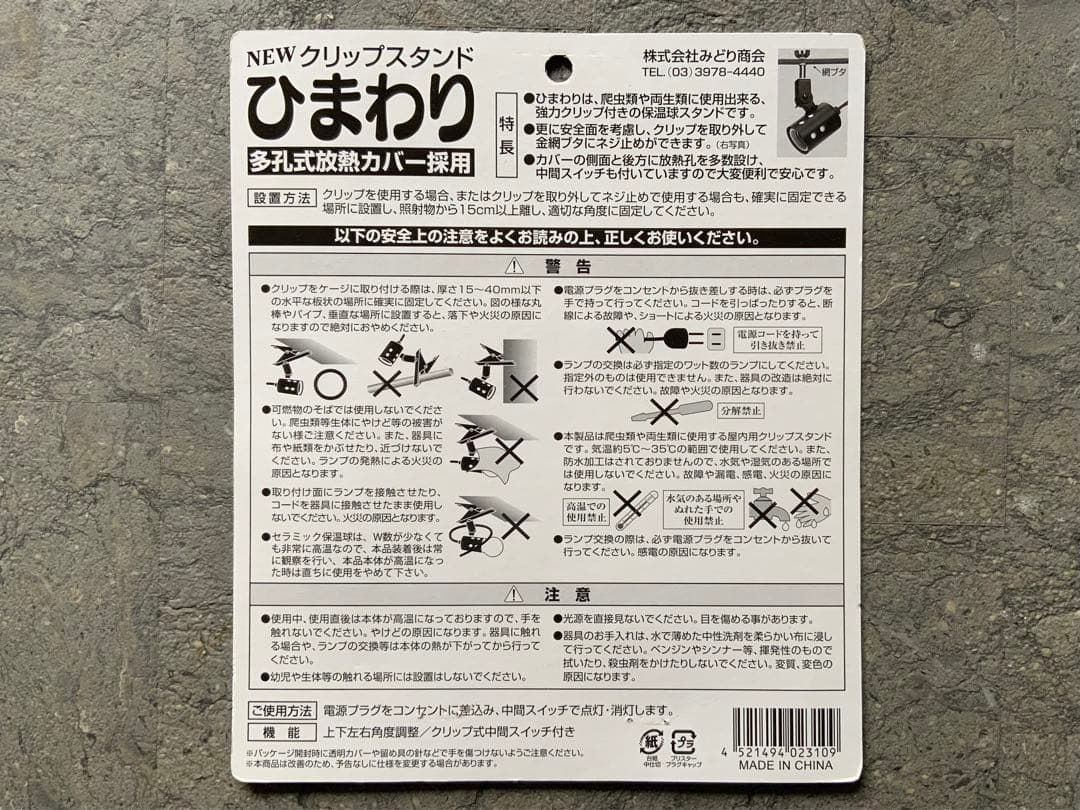 NEW クリップスタンド
ひまわり
多孔式放熱カバー採用
特長
●ひまわりは、爬虫類や両生類に使用出来る、
強力クリップ付きの保温球スタンドです。
●更に安全面を考慮し、クリップを取り外して
金網ブタにネジ止めができます。(右写真)
●カバーの側面と後方に放熱孔を多数設け、
中間スイッチも付いていますので大変便利で安心です。
株式会社みどり商会
TEL.(03)3978-4440
網ブタ
設置方法
クリップを使用する場合、またはクリップを取り外してネジ止めで使用する場合も、確実に固定できる
場所に設置し、照射物から15cm以上離し、適切な角度に固定してください。
以下の安全上の注意をよくお読みの上、正しくお使いください。
警告
●クリップをケージに取り付ける際は、厚さ15〜40mm以下
の水平な板状の場所に確実に固定してください。図の様な丸
棒やパイプ、垂直な場所に設置すると、落下や火災の原因に
なりますので絶対におやめください。
●可燃物のそばでは使用しないでくださ
い。爬虫類等生体にやけど等の被害が
ない様ご注意ください。また、器具に
布や紙類をかぶせたり、近づけないで
ください。ランプの発熱による火災の
原因となります。
●取り付け面にランプを接触させたり、
コードを器具に接触させたまま使用し
ないでください。火災の原因となります。
●セラミック保温球は、W数が少なくて
も非常に高温なので、本品装着後は常
に観察を行い、本品本体が高温になっ
た時は直ちに使用をやめて下さい。
●電源プラグをコンセントから抜き差しする時は、必ずプラグを
手で持って行ってください。コードを引っぱったりすると、断
線による故障や、ショートによる火災の原因となります。
電源コードを持って
引き抜き禁止
●ランプの交換は必ず指定のワット数のランプにしてください。
指定外のものは使用できません。また、器具の改造は絶対に
行わないでください。故障や火災の原因となります。
分解禁止
●本製品は爬虫類や両生類に使用する屋内用クリップスタンド
です。気温約5℃〜35℃の範囲で使用してください。また、
防水加工はされておりませんので、水気や湿気のある場所で
は使用しないでください。故障や漏電、感電、火災の原因に
なります。
高温での
使用禁止
水気のある場所や
ぬれた手での
使用禁止
●ランプ交換の際は、必ず電源プラグをコンセントから抜いて
行ってください。感電の原因になります。
注意
●使用中、使用直後は本体が高温になっておりますので、手を
触れないでください。やけどの原因になります。器具に触れ
る場合や、ランプの交換等は本体の熱が下がってから行って
ください。
●幼児や生体等の触れる場所には設置はしないでください。
●光源を直接見ないでください。目を傷める事があります。
●器具のお手入れは、水で薄めた中性洗剤を柔らかい布に浸し
て行ってください。ベンジンやシンナー等、揮発性のもので
拭いたり、殺虫剤をかけたりしないでください。変質、変色の
原因になります。
ご使用方法
電源プラグをコンセントに差込み、中間スイッチで点灯・消灯します。
機能
上下左右角度調整／クリップ式中間スイッチ付き
※パッケージ開封時に透明カバーや留め具の針などで手を傷つけないようご注意ください。
※本商品は改善のため、予告なしに仕様を変更する場合があります。
紙
台紙
中仕切
プラ
ブリスター
プラグキャップ
4 521494 023109
MADE IN CHINA